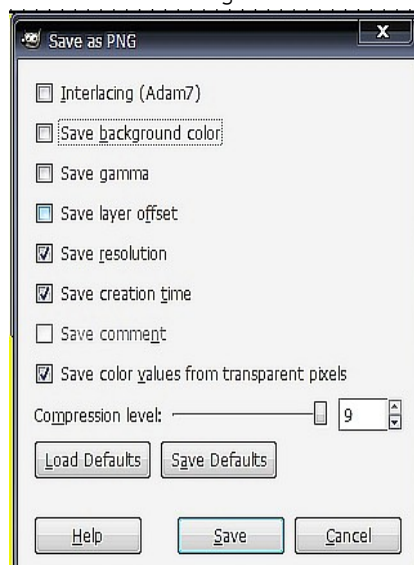 Save as PNG
Interlacing (Adam7)
Save background color
Save gamma
Save layer offset
Save resolution
Save creation time
Save comment
Save color values from transparent pixels
Compression level: 9
Load Defaults Save Defaults
Help Save Cancel